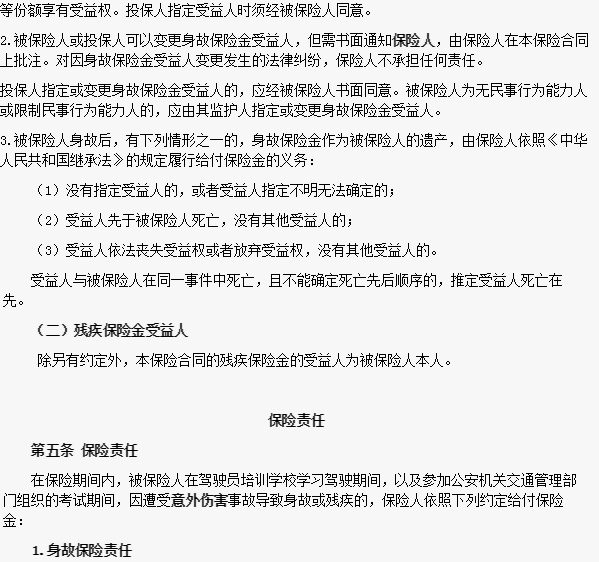 等份额享有受益权。投保人指定受益人时须经被保险人同意。
2.被保险人或投保人可以变更身故保险金受益人，但需书面通知保险人，由保险人在本保险合同
上批注。对因身故保险金受益人变更发生的法律纠纷，保险人不承担任何责任。
投保人指定或变更身故保险金受益人的，应经被保险人书面同意。被保险人为无民事行为能力人
或限制民事行为能力人的，应由其监护人指定或变更身故保险金受益人。
3.被保险人身故后，有下列情形之一的，身故保险金作为被保险人的遗产，由保险人依照《中华
人民共和国继承法》的规定履行给付保险金的义务：
（1）没有指定受益人的，或者受益人指定不明无法确定的；
（2）受益人先于被保险人死亡，没有其他受益人的；
（3）受益人依法丧失受益权或者放弃受益权，没有其他受益人的。
受益人与被保险人在同一事件中死亡，且不能确定死亡先后顺序的，推定受益人死亡在
先。
（二）残疾保险金受益人
除另有约定外，本保险合同的残疾保险金的受益人为被保险人本人。
保险责任
第五条 保险责任
在保险期间内，被保险人在驾驶员培训学校学习驾驶期间，以及参加公安机关交通管理部
门组织的考试期间，因遭受意外伤害事故导致身故或残疾的，保险人依照下列约定给付保险
金：
1.身故保险责任